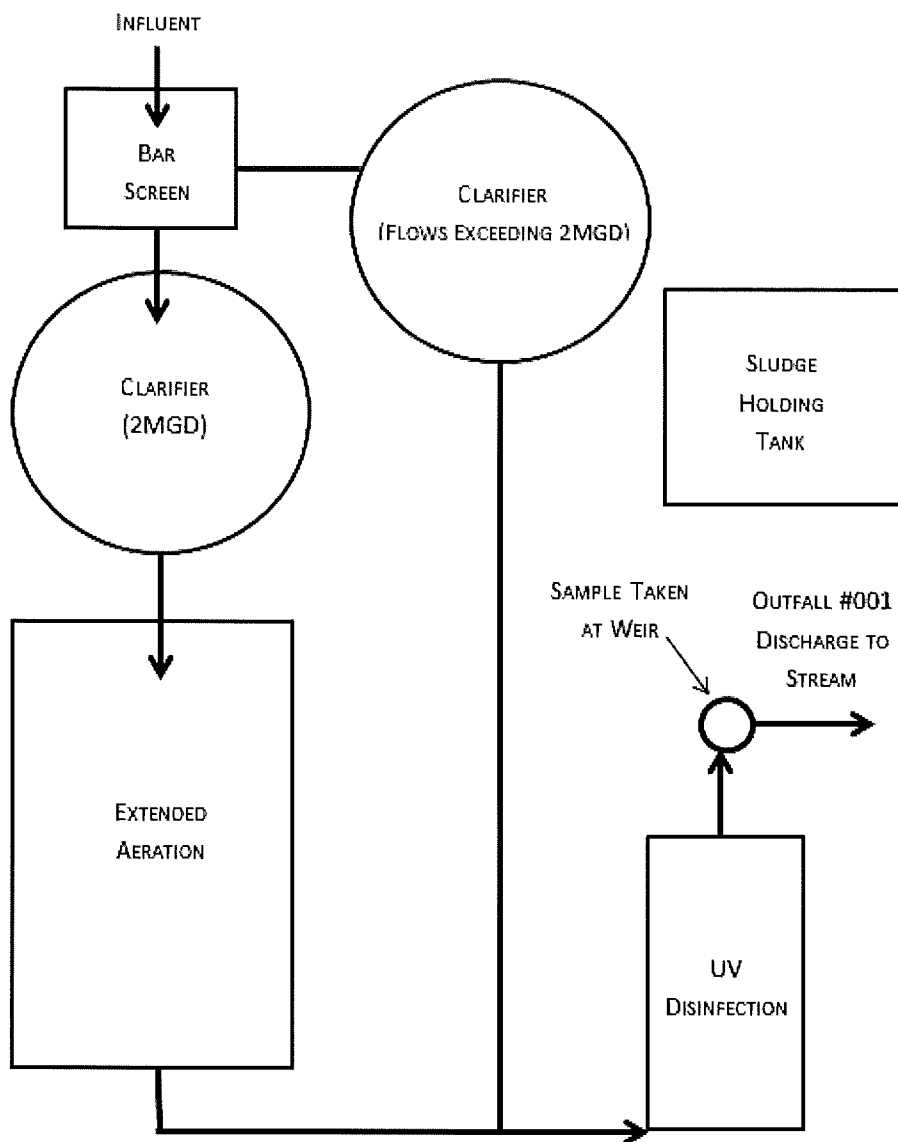 INFLUENT
BAR
SCREEN
CLARIFIER
(FLOWS EXCEEDING 2MGD)
CLARIFIER
(2MGD)
SLUDGE
HOLDING
TANK
SAMPLE TAKEN
AT WEIR
OUTFALL #001
DISCHARGE TO
STREAM
EXTENDED
AERATION
UV
DISINFECTION